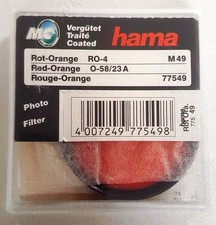 MC
Vergütet
Traité
Coated
hama
Rot-Orange RO-4 M 49
Red-Orange O-58/23 A
Rouge-Orange 77549
Photo
Filter
4 007249 775498